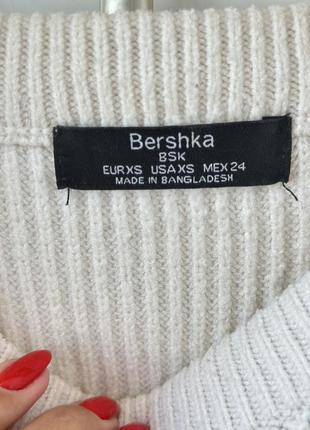 Bershka
BSK
EURXS USAXS MEX24
MADE IN BANGLADESH